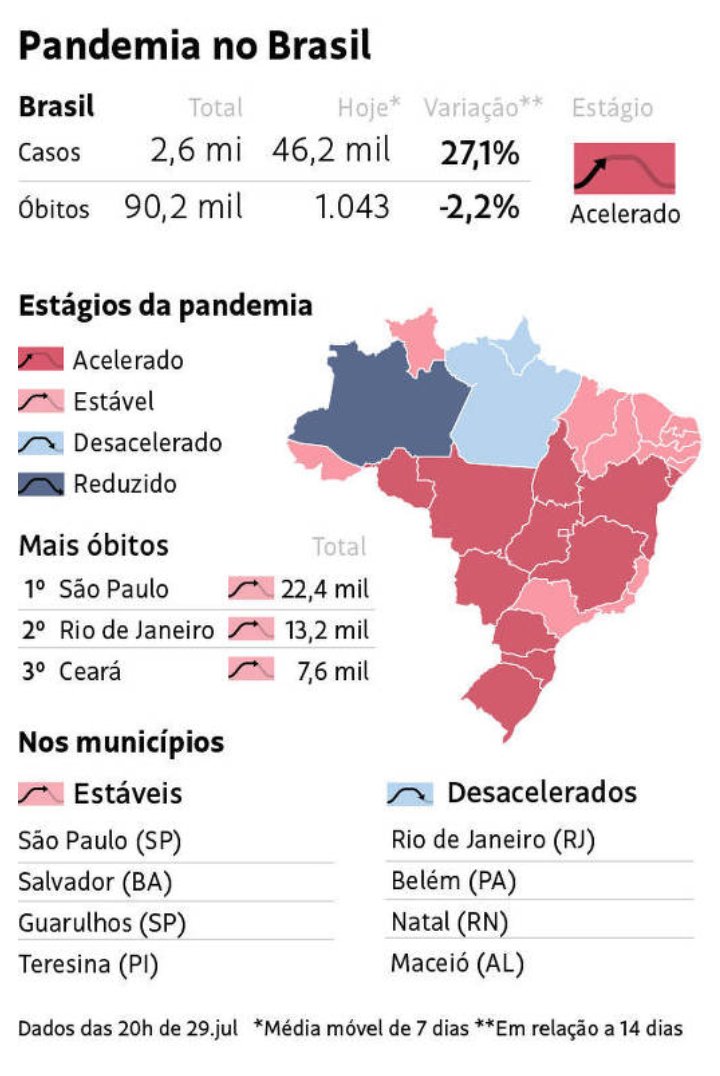 Pandemia no Brasil
Brasil Total Hoje* Variação** Estágio
Casos 2,6 mi 46,2 mil 27,1%
Óbitos 90,2 mil 1.043 -2,2% Acelerado
Estágios da pandemia
Acelerado
Estável
Desacelerado
Reduzido
Mais óbitos Total
1º São Paulo 22,4 mil
2º Rio de Janeiro 13,2 mil
3º Ceará 7,6 mil
Nos municípios
Estáveis
São Paulo (SP)
Salvador (BA)
Guarulhos (SP)
Teresina (PI)
Desacelerados
Rio de Janeiro (RJ)
Belém (PA)
Natal (RN)
Maceió (AL)
Dados das 20h de 29.jul *Média móvel de 7 dias **Em relação a 14 dias